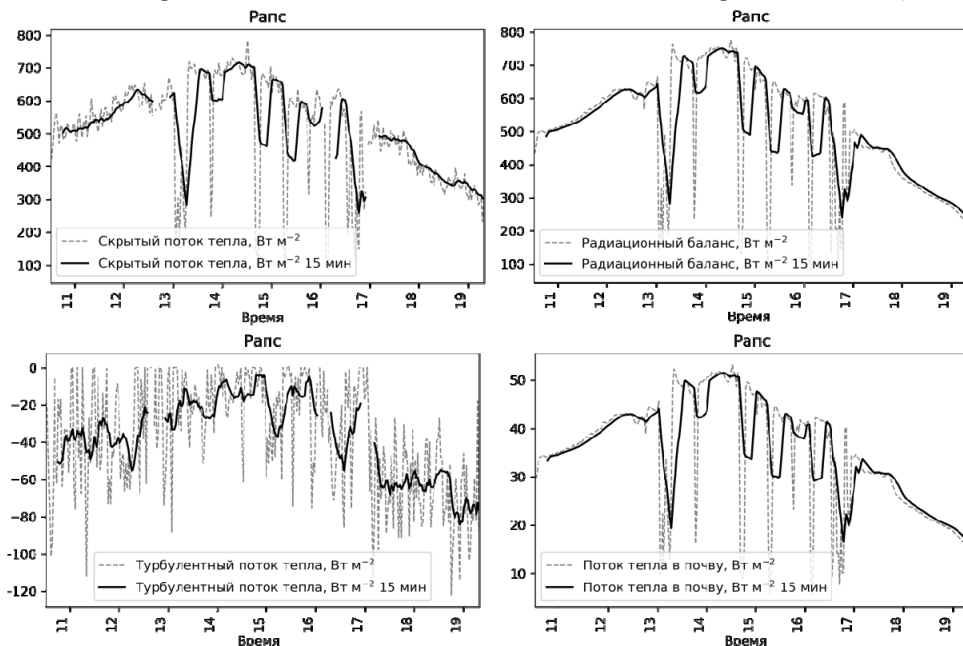 Рапс
800
700
600
500
400
300
200
100
Скрытый поток тепла, Вт м⁻²
Скрытый поток тепла, Вт м⁻² 15 мин
11 12 13 14 15 16 17 18 19
Время
Рапс
800
700
600
500
400
300
200
100
Радиационный баланс, Вт м⁻²
Радиационный баланс, Вт м⁻² 15 мин
11 12 13 14 15 16 17 18 19
Время
Рапс
0
-20
-40
-60
-80
-100
-120
Турбулентный поток тепла, Вт м⁻²
Турбулентный поток тепла, Вт м⁻² 15 мин
11 12 13 14 15 16 17 18 19
Время
Рапс
50
40
30
20
10
Поток тепла в почву, Вт м⁻²
Поток тепла в почву, Вт м⁻² 15 мин
11 12 13 14 15 16 17 18 19
Время